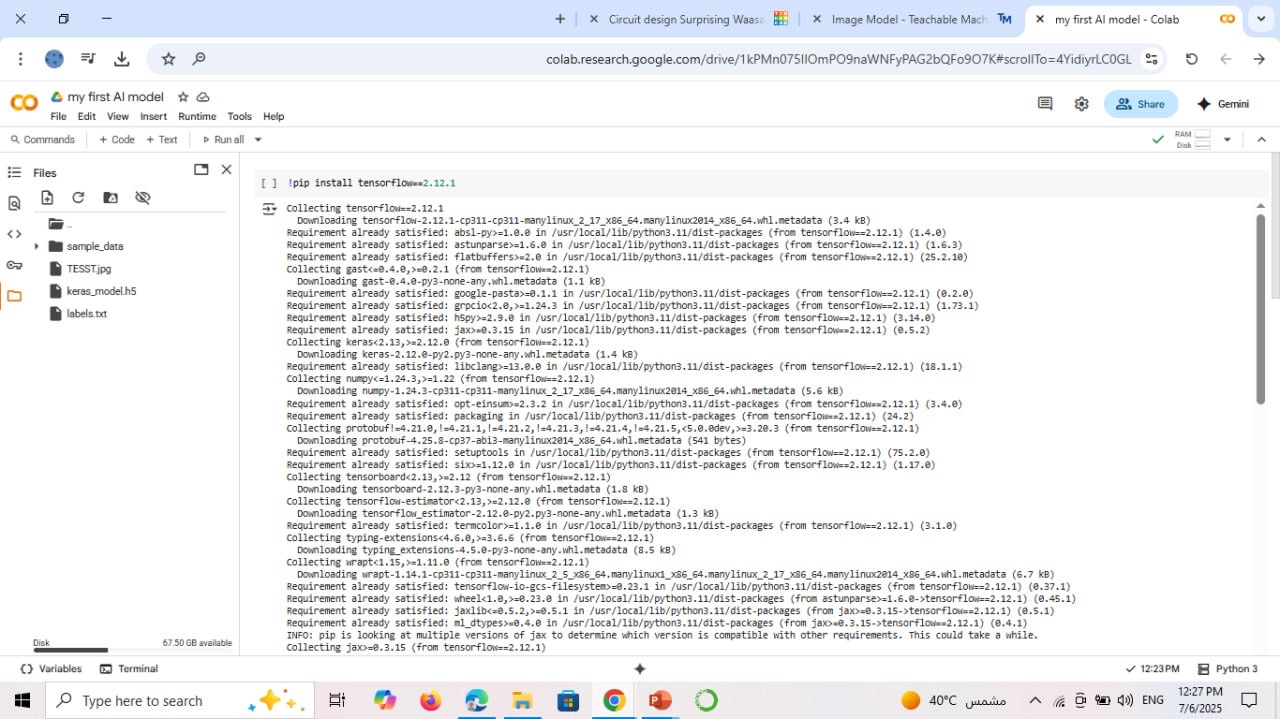 Circuit design Surprising Waasa
Image Model - Teachable Mach
my first AI model - Colab
colab.research.google.com/drive/1kPMn075IIOmPO9naWNFyPAG2bQFo9O7K#scrollTo=4YidiyrLC0GL
my first AI model
File Edit View Insert Runtime Tools Help
Share
Gemini
Commands + Code + Text Run all
RAM
Disk
Files
..
sample_data
TESST.jpg
keras_model.h5
labels.txt
Disk 67.50 GB available
[ ] !pip install tensorflow==2.12.1
Collecting tensorflow==2.12.1
Downloading tensorflow-2.12.1-cp311-cp311-manylinux_2_17_x86_64.manylinux2014_x86_64.whl.metadata (3.4 kB)
Requirement already satisfied: absl-py>=1.0.0 in /usr/local/lib/python3.11/dist-packages (from tensorflow==2.12.1) (1.4.0)
Requirement already satisfied: astunparse>=1.6.0 in /usr/local/lib/python3.11/dist-packages (from tensorflow==2.12.1) (1.6.3)
Requirement already satisfied: flatbuffers>=2.0 in /usr/local/lib/python3.11/dist-packages (from tensorflow==2.12.1) (25.2.10)
Collecting gast<=0.4.0,>=0.2.1 (from tensorflow==2.12.1)
Downloading gast-0.4.0-py3-none-any.whl.metadata (1.1 kB)
Requirement already satisfied: google-pasta>=0.1.1 in /usr/local/lib/python3.11/dist-packages (from tensorflow==2.12.1) (0.2.0)
Requirement already satisfied: grpcio<2.0,>=1.24.3 in /usr/local/lib/python3.11/dist-packages (from tensorflow==2.12.1) (1.73.1)
Requirement already satisfied: h5py>=2.9.0 in /usr/local/lib/python3.11/dist-packages (from tensorflow==2.12.1) (3.14.0)
Requirement already satisfied: jax>=0.3.15 in /usr/local/lib/python3.11/dist-packages (from tensorflow==2.12.1) (0.5.2)
Collecting keras<2.13,>=2.12.0 (from tensorflow==2.12.1)
Downloading keras-2.12.0-py2.py3-none-any.whl.metadata (1.4 kB)
Requirement already satisfied: libclang>=13.0.0 in /usr/local/lib/python3.11/dist-packages (from tensorflow==2.12.1) (18.1.1)
Collecting numpy<=1.24.3,>=1.22 (from tensorflow==2.12.1)
Downloading numpy-1.24.3-cp311-cp311-manylinux_2_17_x86_64.manylinux2014_x86_64.whl.metadata (5.6 kB)
Requirement already satisfied: opt-einsum>=2.3.2 in /usr/local/lib/python3.11/dist-packages (from tensorflow==2.12.1) (3.4.0)
Requirement already satisfied: packaging in /usr/local/lib/python3.11/dist-packages (from tensorflow==2.12.1) (24.2)
Collecting protobuf!=4.21.0,!=4.21.1,!=4.21.2,!=4.21.3,!=4.21.4,!=4.21.5,<5.0.0dev,>=3.20.3 (from tensorflow==2.12.1)
Downloading protobuf-4.25.8-cp37-abi3-manylinux2014_x86_64.whl.metadata (541 bytes)
Requirement already satisfied: setuptools in /usr/local/lib/python3.11/dist-packages (from tensorflow==2.12.1) (75.2.0)
Requirement already satisfied: six>=1.12.0 in /usr/local/lib/python3.11/dist-packages (from tensorflow==2.12.1) (1.17.0)
Collecting tensorboard<2.13,>=2.12 (from tensorflow==2.12.1)
Downloading tensorboard-2.12.3-py3-none-any.whl.metadata (1.8 kB)
Collecting tensorflow-estimator<2.13,>=2.12.0 (from tensorflow==2.12.1)
Downloading tensorflow_estimator-2.12.0-py2.py3-none-any.whl.metadata (1.3 kB)
Requirement already satisfied: termcolor>=1.1.0 in /usr/local/lib/python3.11/dist-packages (from tensorflow==2.12.1) (3.1.0)
Collecting typing-extensions<4.6.0,>=3.6.6 (from tensorflow==2.12.1)
Downloading typing_extensions-4.5.0-py3-none-any.whl.metadata (8.5 kB)
Collecting wrapt<1.15,>=1.11.0 (from tensorflow==2.12.1)
Downloading wrapt-1.14.1-cp311-cp311-manylinux_2_5_x86_64.manylinux1_x86_64.manylinux_2_17_x86_64.manylinux2014_x86_64.whl.metadata (6.7 kB)
Requirement already satisfied: tensorflow-io-gcs-filesystem>=0.23.1 in /usr/local/lib/python3.11/dist-packages (from tensorflow==2.12.1) (0.37.1)
Requirement already satisfied: wheel<1.0,>=0.23.0 in /usr/local/lib/python3.11/dist-packages (from astunparse>=1.6.0->tensorflow==2.12.1) (0.45.1)
Requirement already satisfied: jaxlib<=0.5.2,>=0.5.1 in /usr/local/lib/python3.11/dist-packages (from jax>=0.3.15->tensorflow==2.12.1) (0.5.1)
Requirement already satisfied: ml_dtypes>=0.4.0 in /usr/local/lib/python3.11/dist-packages (from jax>=0.3.15->tensorflow==2.12.1) (0.4.1)
INFO: pip is looking at multiple versions of jax to determine which version is compatible with other requirements. This could take a while.
Collecting jax>=0.3.15 (from tensorflow==2.12.1)
Variables Terminal
12:23 PM Python 3
Type here to search
40°C مشمس
ENG
12:27 PM
7/6/2025